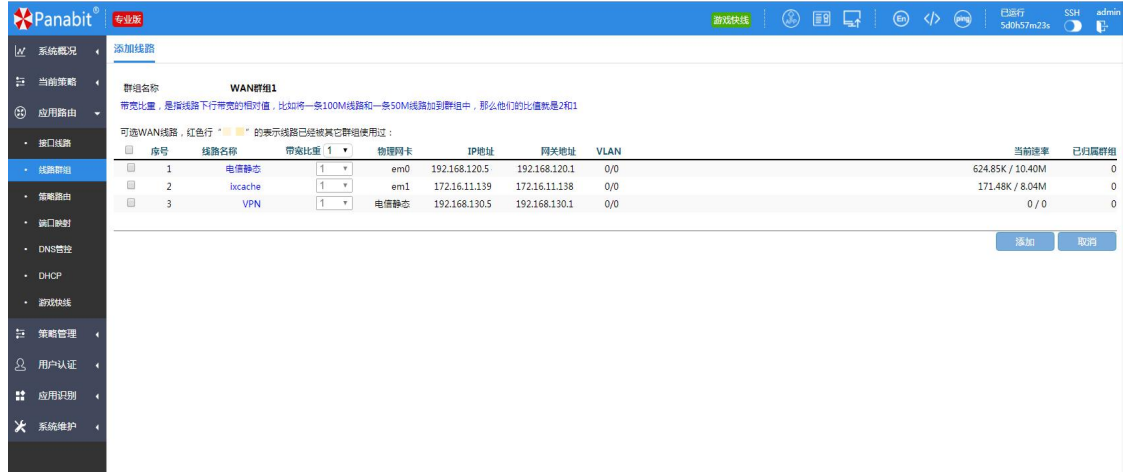 Panabit® 专业版 游戏快线 En </> ping 已运行 SSH admin
5d0h57m23s
系统概况
当前策略
应用路由
接口线路
线路群组
策略路由
端口映射
DNS管控
DHCP
游戏快线
策略管理
用户认证
应用识别
系统维护
添加线路
群组名称 WAN群组1
带宽比重，是指线路下行带宽的相对值，比如将一条100M线路和一条50M线路加到群组中，那么他们的比值就是2和1
可选WAN线路，红色行“ ”的表示线路已经被其它群组使用过：
序号 线路名称 带宽比重 1 物理网卡 IP地址 网关地址 VLAN 当前速率 已归属群组
1 电信静态 1 em0 192.168.120.5 192.168.120.1 0/0 624.85K / 10.40M 0
2 ixcache 1 em1 172.16.11.139 172.16.11.138 0/0 171.48K / 8.04M 0
3 VPN 1 电信静态 192.168.130.5 192.168.130.1 0/0 0 / 0 0
添加 取消